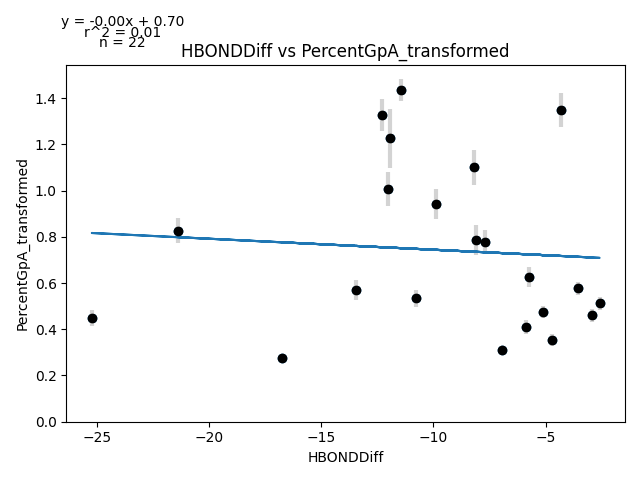 y = -0.00x + 0.70
r^2 = 0.01
n = 22
HBONDDiff vs PercentGpA_transformed
PercentGpA_transformed
1.4
1.2
1.0
0.8
0.6
0.4
0.2
0.0
−25
−20
−15
−10
−5
HBONDDiff